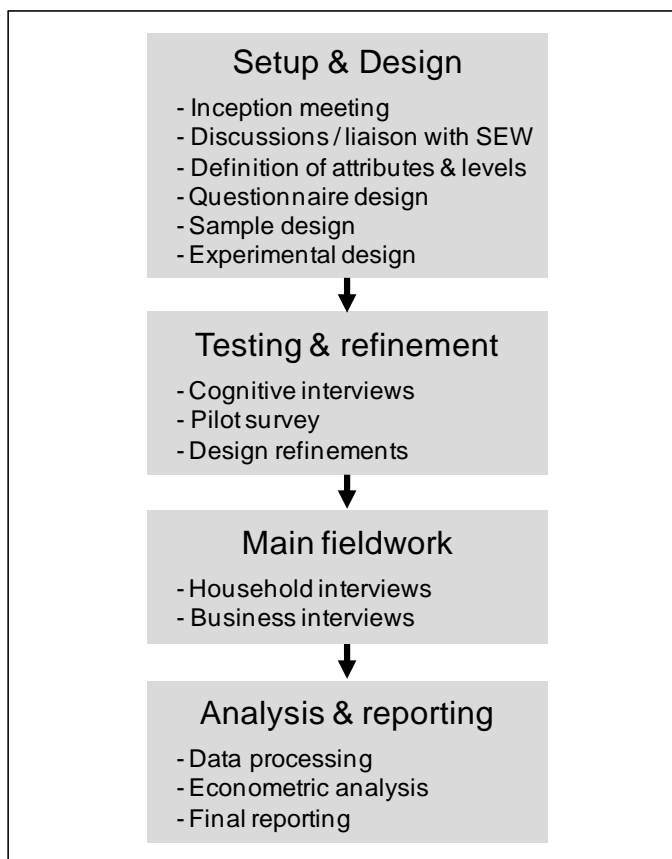 Setup & Design
- Inception meeting
- Discussions / liaison with SEW
- Definition of attributes & levels
- Questionnaire design
- Sample design
- Experimental design
Testing & refinement
- Cognitive interviews
- Pilot survey
- Design refinements
Main fieldwork
- Household interviews
- Business interviews
Analysis & reporting
- Data processing
- Econometric analysis
- Final reporting